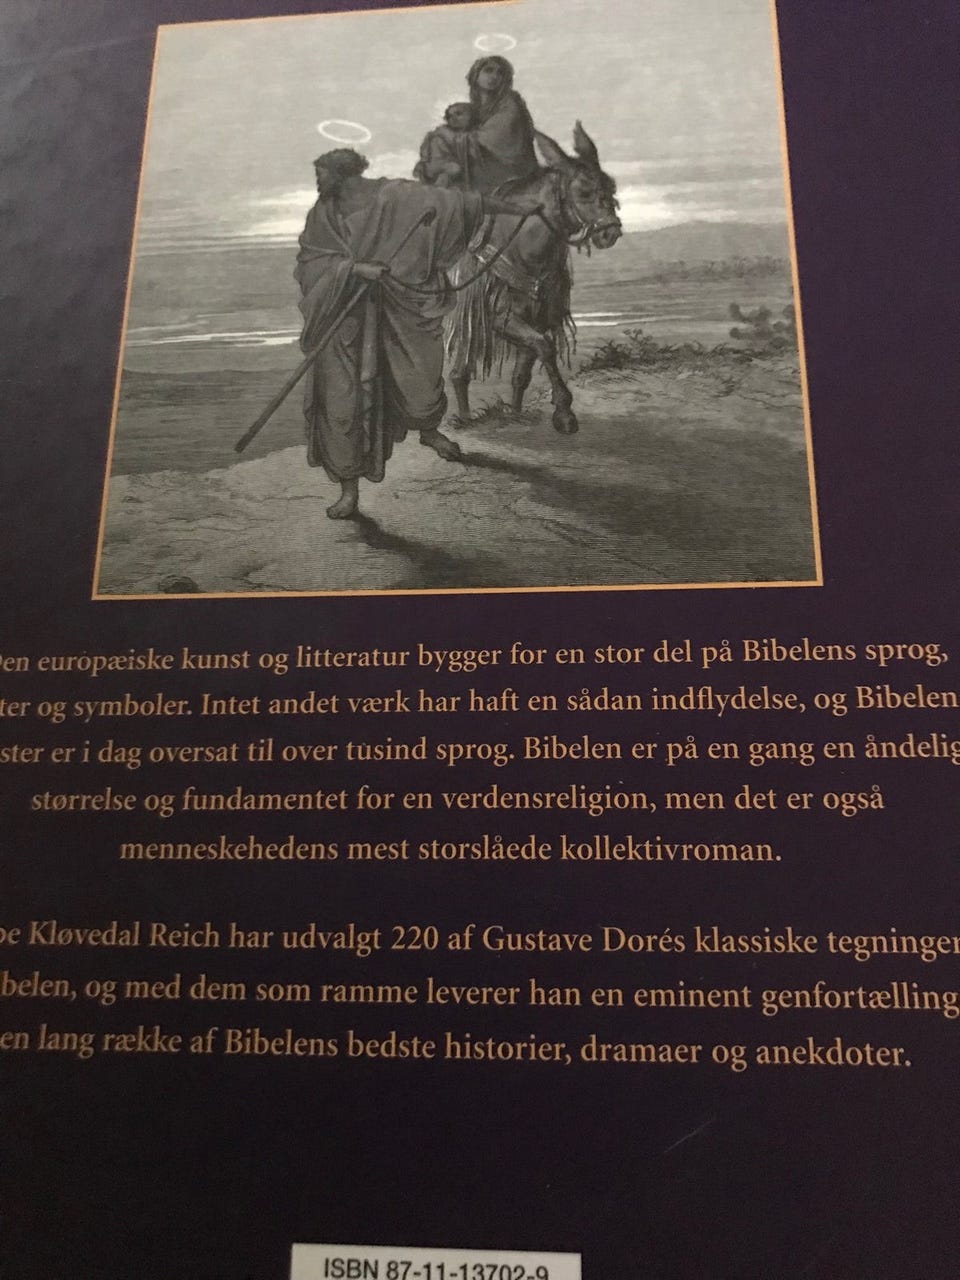 en europæiske kunst og litteratur bygger for en stor del på Bibelens sprog,
ter og symboler. Intet andet værk har haft en sådan indflydelse, og Bibelen
ster er i dag oversat til over tusind sprog. Bibelen er på en gang en åndelig
størrelse og fundamentet for en verdensreligion, men det er også
menneskehedens mest storslåede kollektivroman.
pe Kløvedal Reich har udvalgt 220 af Gustave Dorés klassiske tegninger
belen, og med dem som ramme leverer han en eminent genfortælling
en lang række af Bibelens bedste historier, dramaer og anekdoter.
ISBN 87-11-13702-9